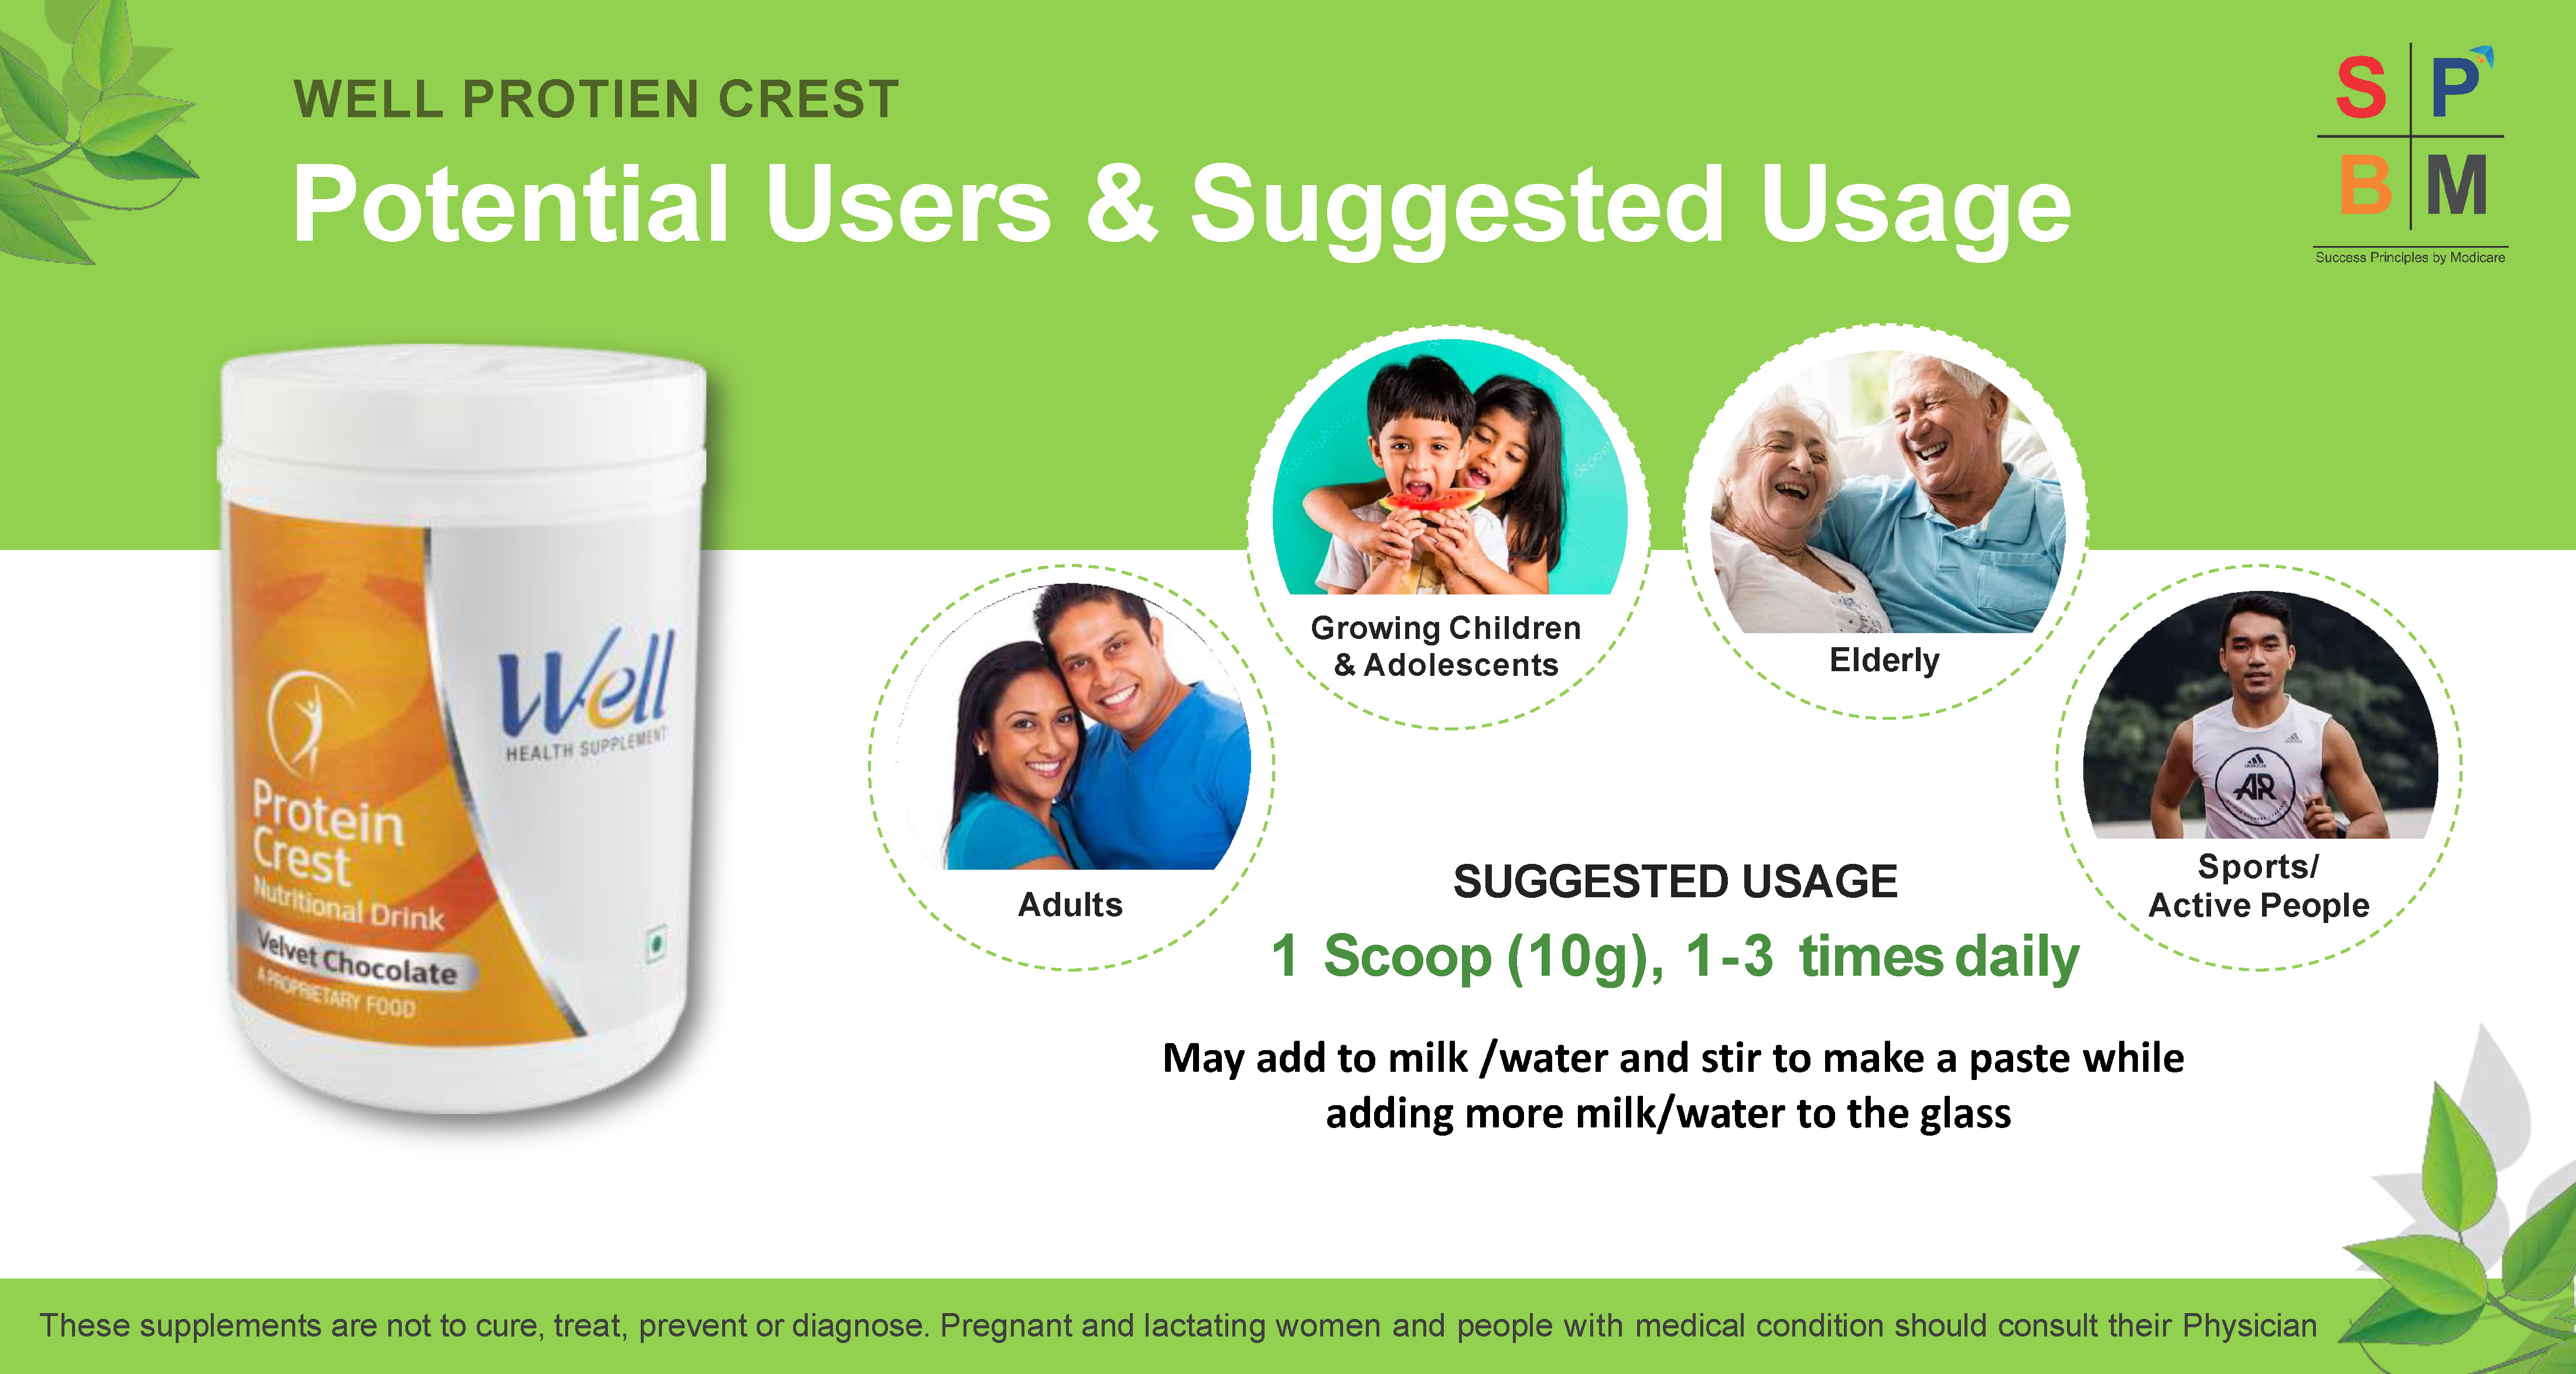 WELL PROTIEN CREST
Potential Users & Suggested Usage
S P
B M
Success Principles by Modicare
Growing Children
& Adolescents
Elderly
Adults
Sports/
Active People
Well
HEALTH SUPPLEMENT
Protein
Crest
Nutritional Drink
Velvet Chocolate
A PROPRIETARY FOOD
adidas
AR
depositphotos
SUGGESTED USAGE
1 Scoop (10g), 1-3 times daily
May add to milk /water and stir to make a paste while
adding more milk/water to the glass
These supplements are not to cure, treat, prevent or diagnose. Pregnant and lactating women and people with medical condition should consult their Physician